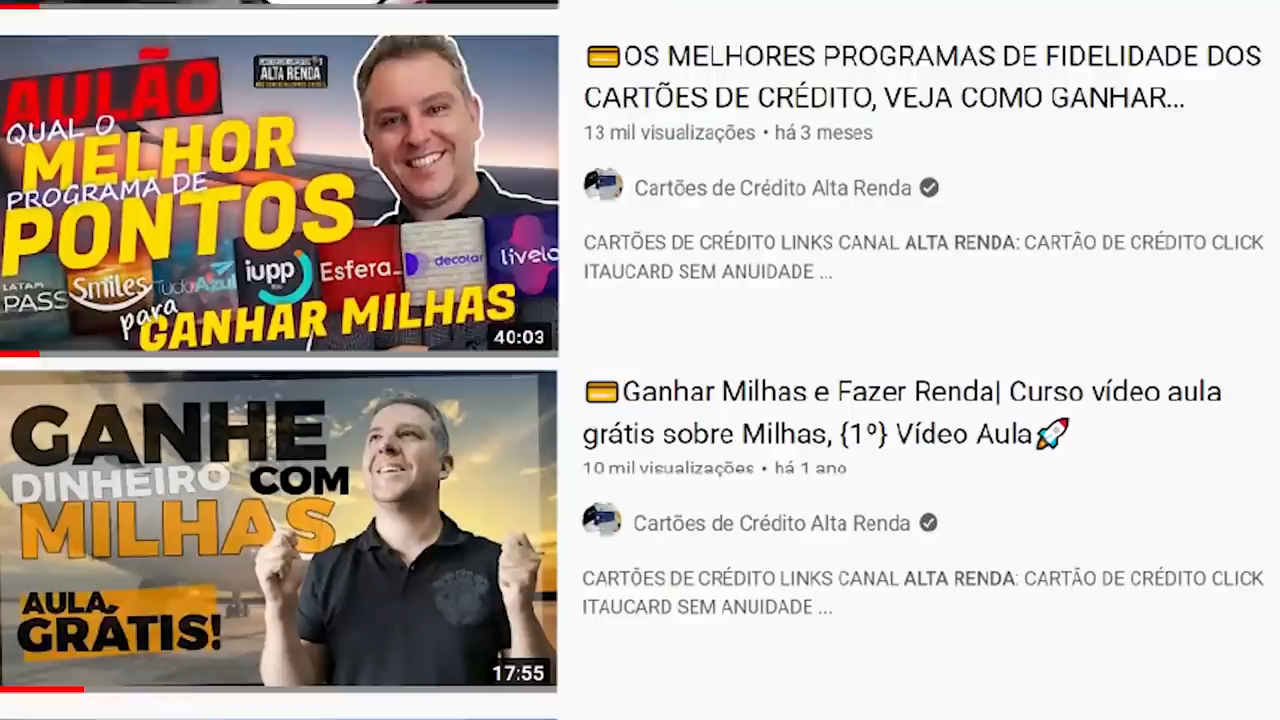 AULÃO
ALTA RENDA
QUAL O
MELHOR
PROGRAMA DE
PONTOS
LATAM
PASS
Smiles
TudoAzul
iupp
Esfera
decolar
livelo
para
GANHAR MILHAS
40:03
💳OS MELHORES PROGRAMAS DE FIDELIDADE DOS
CARTÕES DE CRÉDITO, VEJA COMO GANHAR...
13 mil visualizações • há 3 meses
Cartões de Crédito Alta Renda
CARTÕES DE CRÉDITO LINKS CANAL ALTA RENDA: CARTÃO DE CRÉDITO CLICK
ITAUCARD SEM ANUIDADE ...
GANHE
DINHEIRO COM
MILHAS
AULA
GRÁTIS!
17:55
💳Ganhar Milhas e Fazer Renda| Curso vídeo aula
grátis sobre Milhas, {1º} Vídeo Aula🚀
10 mil visualizações • há 1 ano
Cartões de Crédito Alta Renda
CARTÕES DE CRÉDITO LINKS CANAL ALTA RENDA: CARTÃO DE CRÉDITO CLICK
ITAUCARD SEM ANUIDADE ...